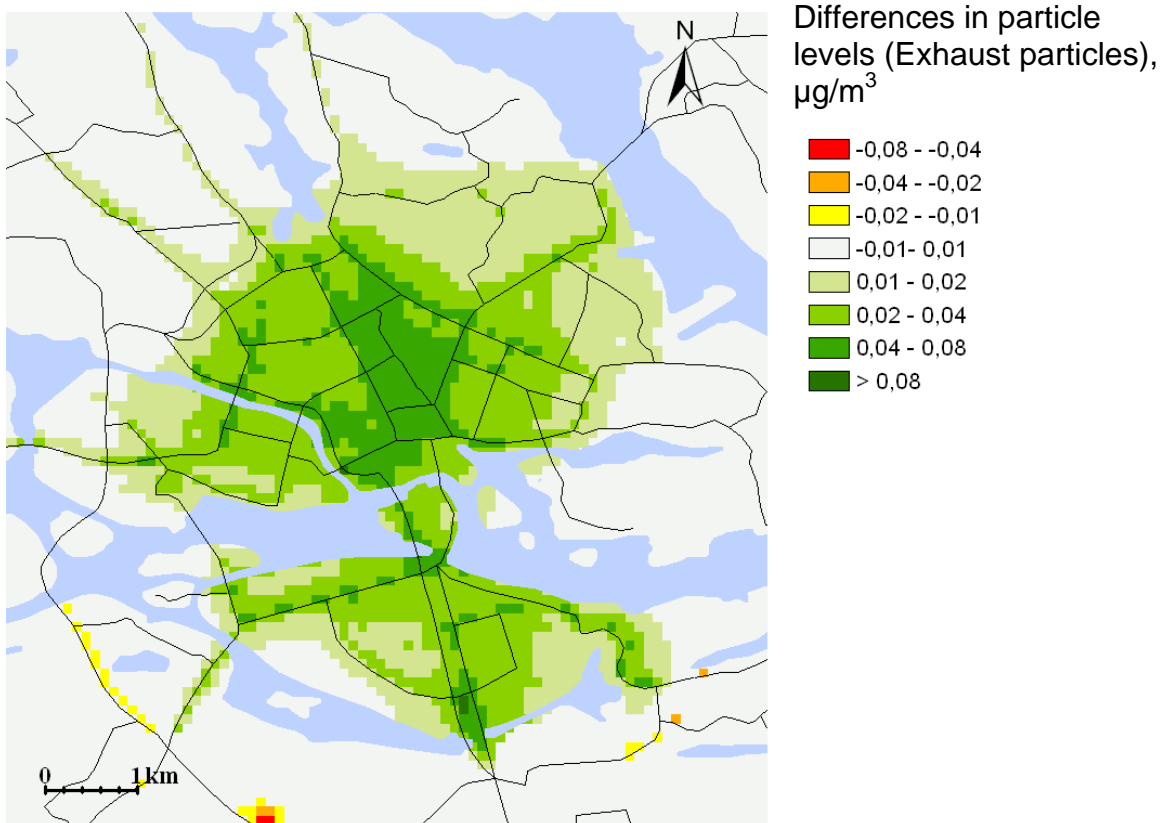 Differences in particle
levels (Exhaust particles),
µg/m³
N
-0,08 - -0,04
-0,04 - -0,02
-0,02 - -0,01
-0,01- 0,01
0,01 - 0,02
0,02 - 0,04
0,04 - 0,08
> 0,08
0 1 km